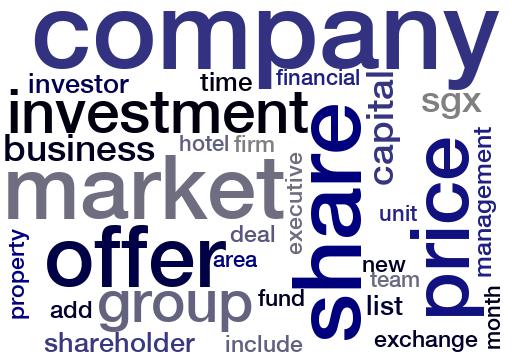 company
investor
time
financial
investment
capital
sgx
business
hotel
firm
share
price
management
executive
market
unit
property
offer
deal
area
new
team
add
group
fund
list
month
shareholder
include
exchange